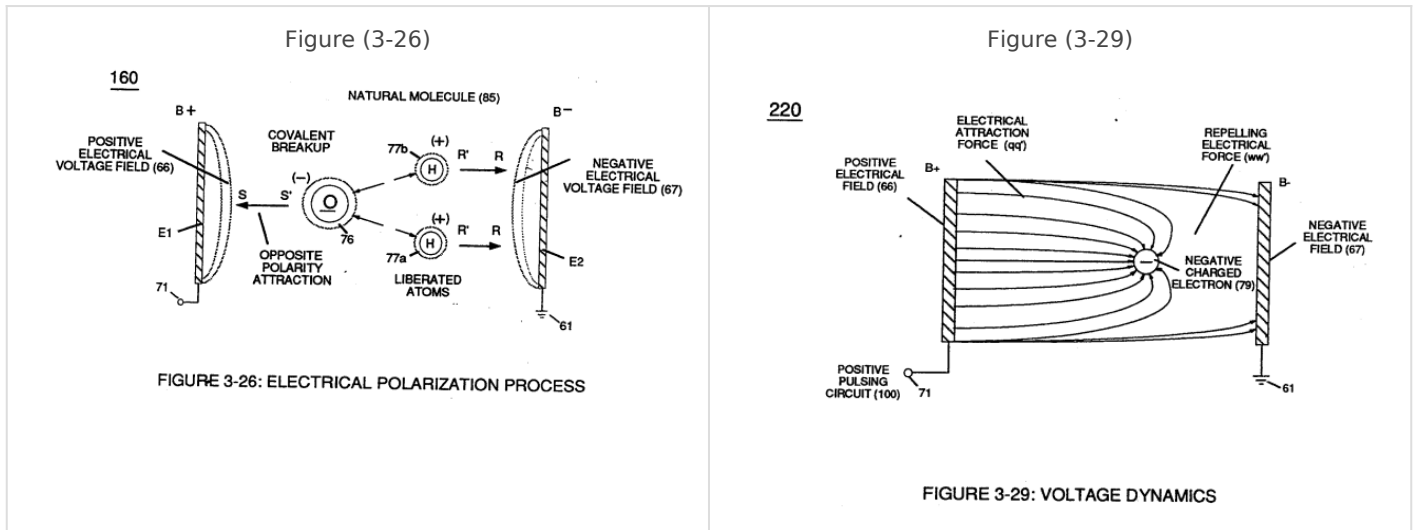 Figure (3-26)
160
NATURAL MOLECULE (85)
B+
B−
POSITIVE
ELECTRICAL
VOLTAGE FIELD (66)
COVALENT
BREAKUP
77b
(+)
H
R'
R
NEGATIVE
ELECTRICAL
VOLTAGE FIELD (67)
(−)
S
S'
O
76
E1
(+)
H
R'
R
77a
OPPOSITE
POLARITY
ATTRACTION
LIBERATED
ATOMS
E2
71
61
FIGURE 3-26: ELECTRICAL POLARIZATION PROCESS
Figure (3-29)
220
ELECTRICAL
ATTRACTION
FORCE (qq')
REPELLING
ELECTRICAL
FORCE (ww')
POSITIVE
ELECTRICAL
FIELD (66)
B+
B-
NEGATIVE
ELECTRICAL
FIELD (67)
−
NEGATIVE
CHARGED
ELECTRON (79)
POSITIVE
PULSING
CIRCUIT (100)
71
61
FIGURE 3-29: VOLTAGE DYNAMICS